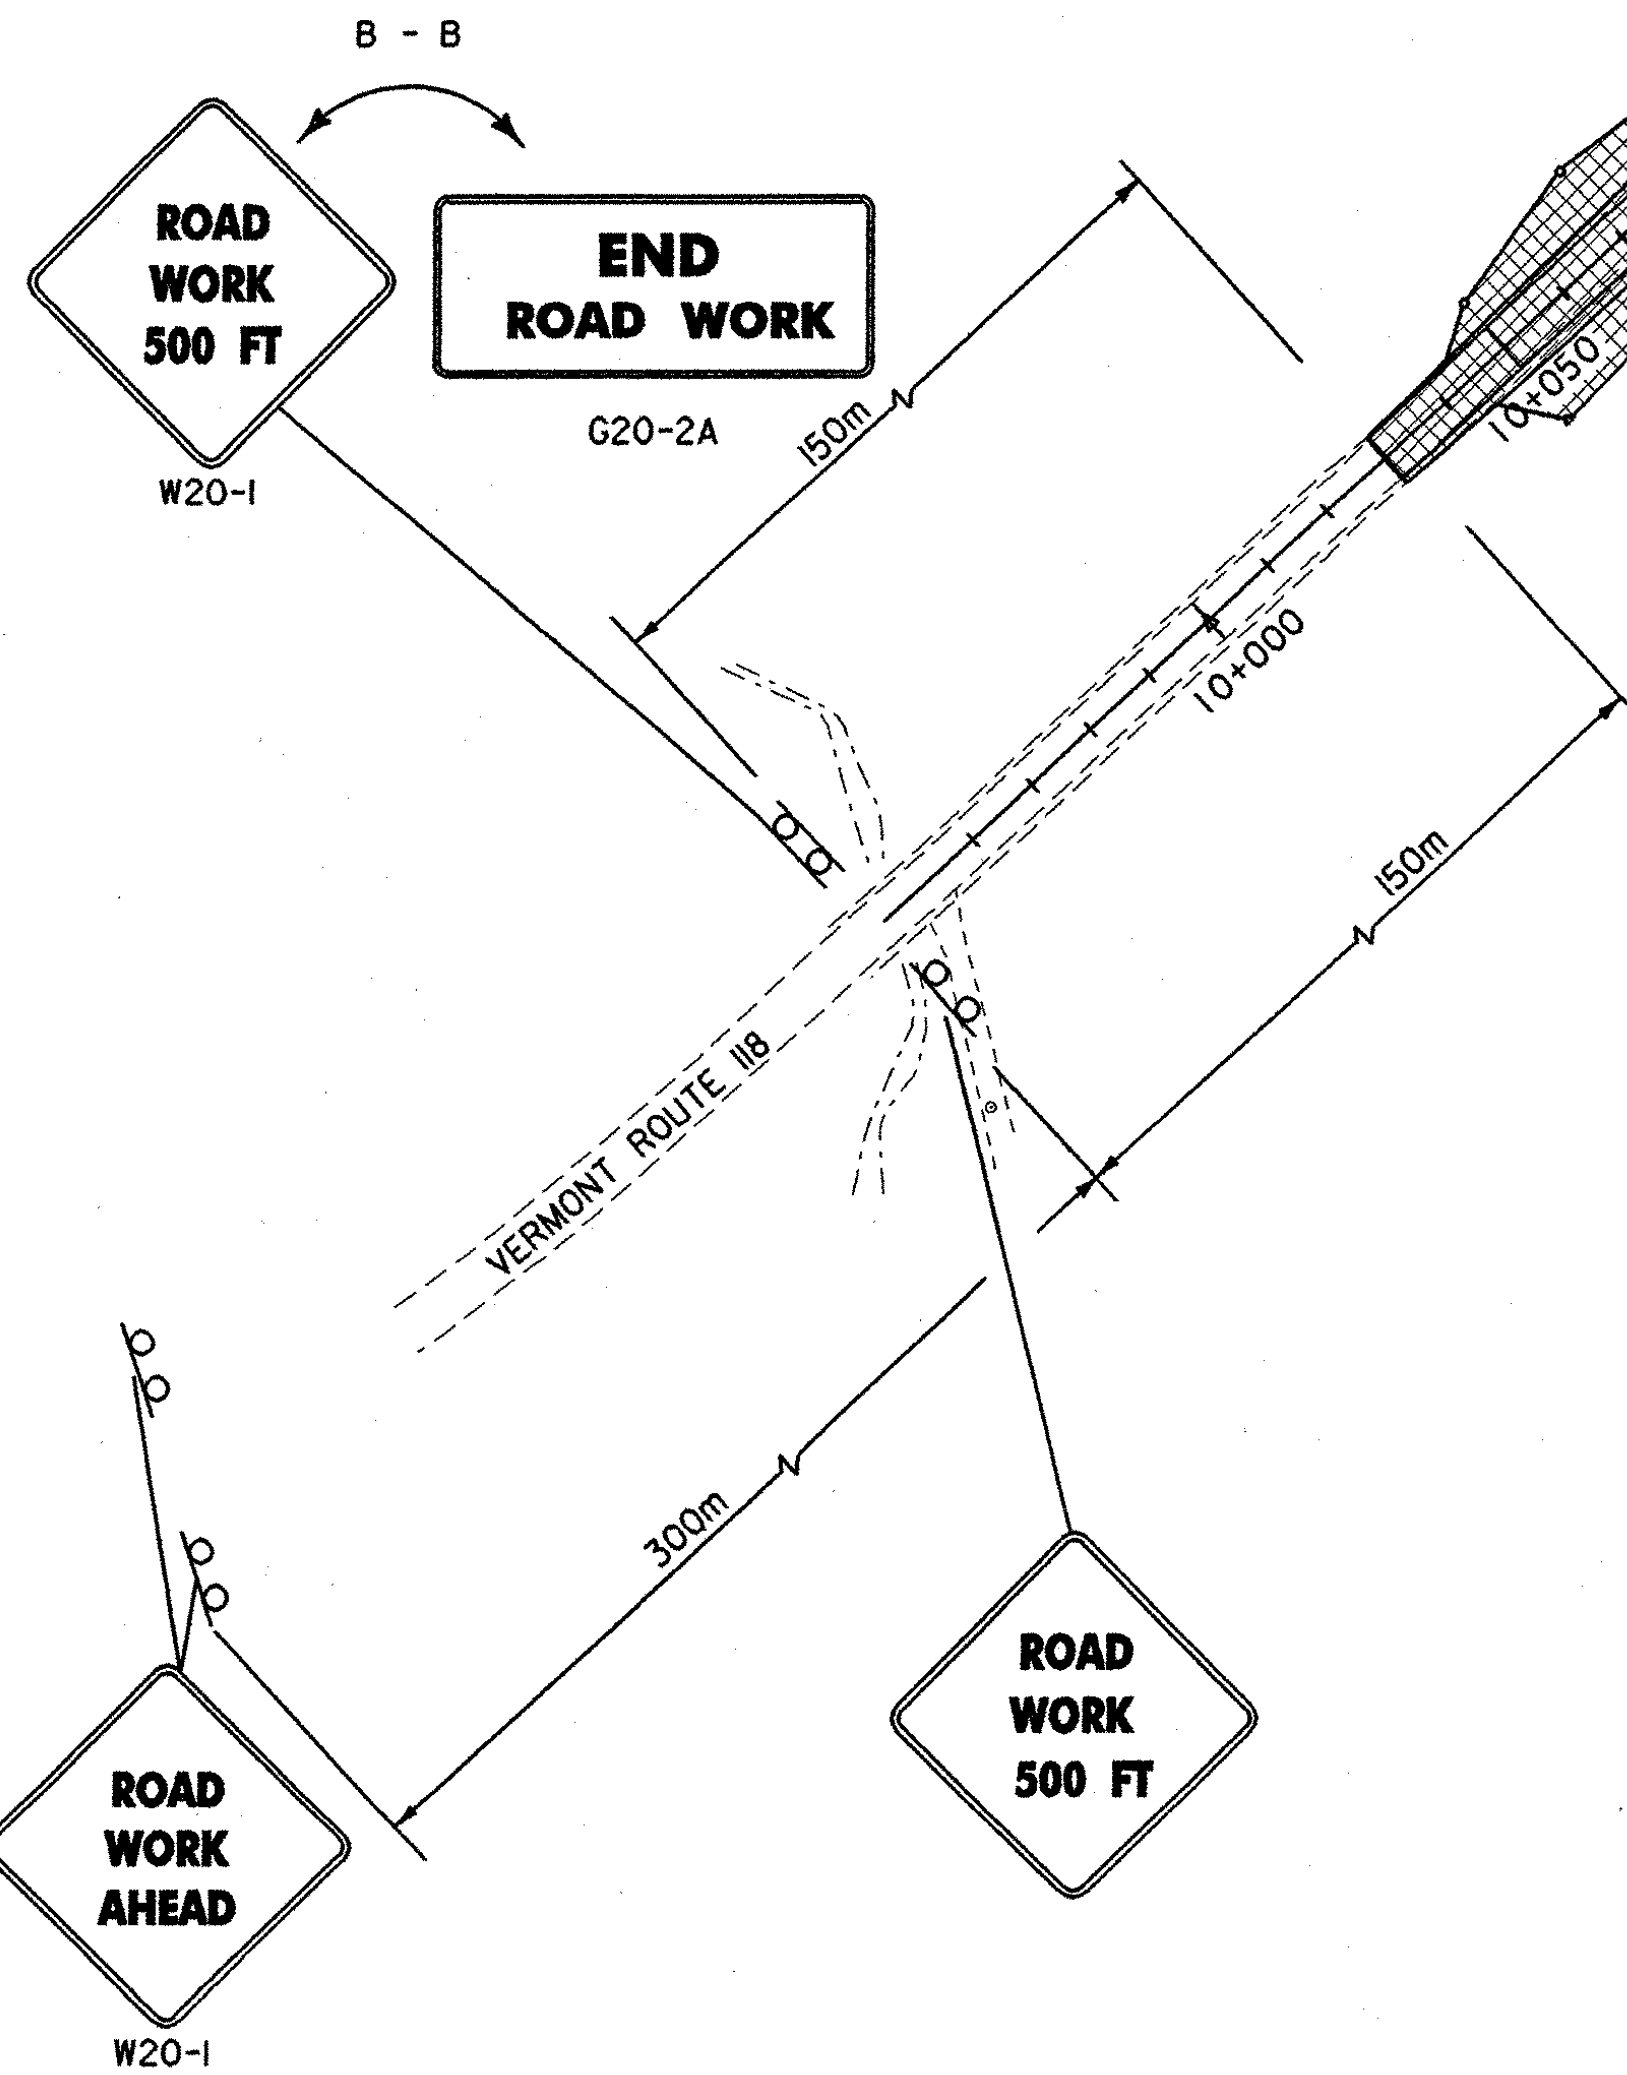 B - B
ROAD
WORK
500 FT
W20-1
END
ROAD WORK
G20-2A
150m
10+050
10+000
150m
VERMONT ROUTE 118
300m
ROAD
WORK
500 FT
ROAD
WORK
AHEAD
W20-1